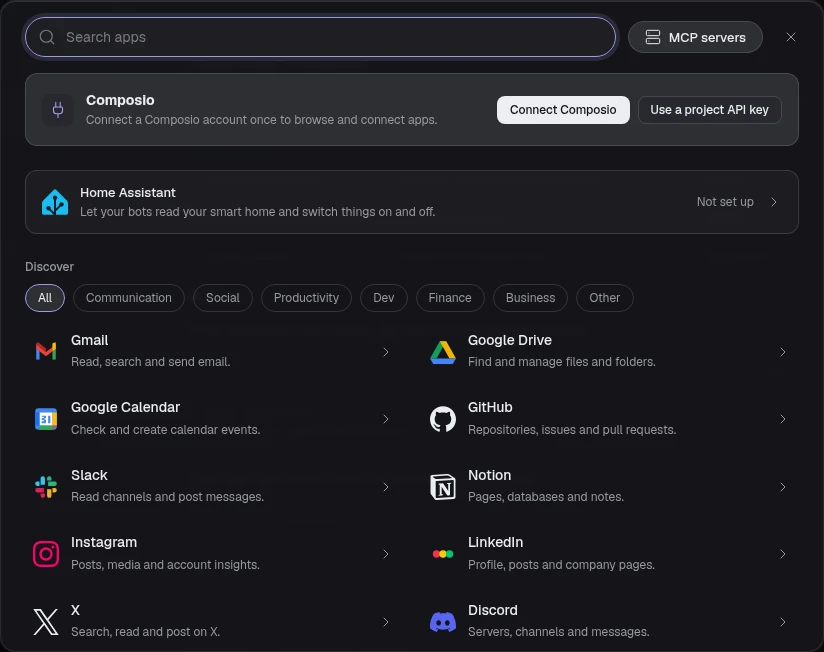 Search apps
MCP servers
Composio
Connect a Composio account once to browse and connect apps.
Connect Composio
Use a project API key
Home Assistant
Let your bots read your smart home and switch things on and off.
Not set up
Discover
All
Communication
Social
Productivity
Dev
Finance
Business
Other
Gmail
Read, search and send email.
Google Drive
Find and manage files and folders.
31
Google Calendar
Check and create calendar events.
GitHub
Repositories, issues and pull requests.
Slack
Read channels and post messages.
N
Notion
Pages, databases and notes.
Instagram
Posts, media and account insights.
LinkedIn
Profile, posts and company pages.
X
Search, read and post on X.
Discord
Servers, channels and messages.